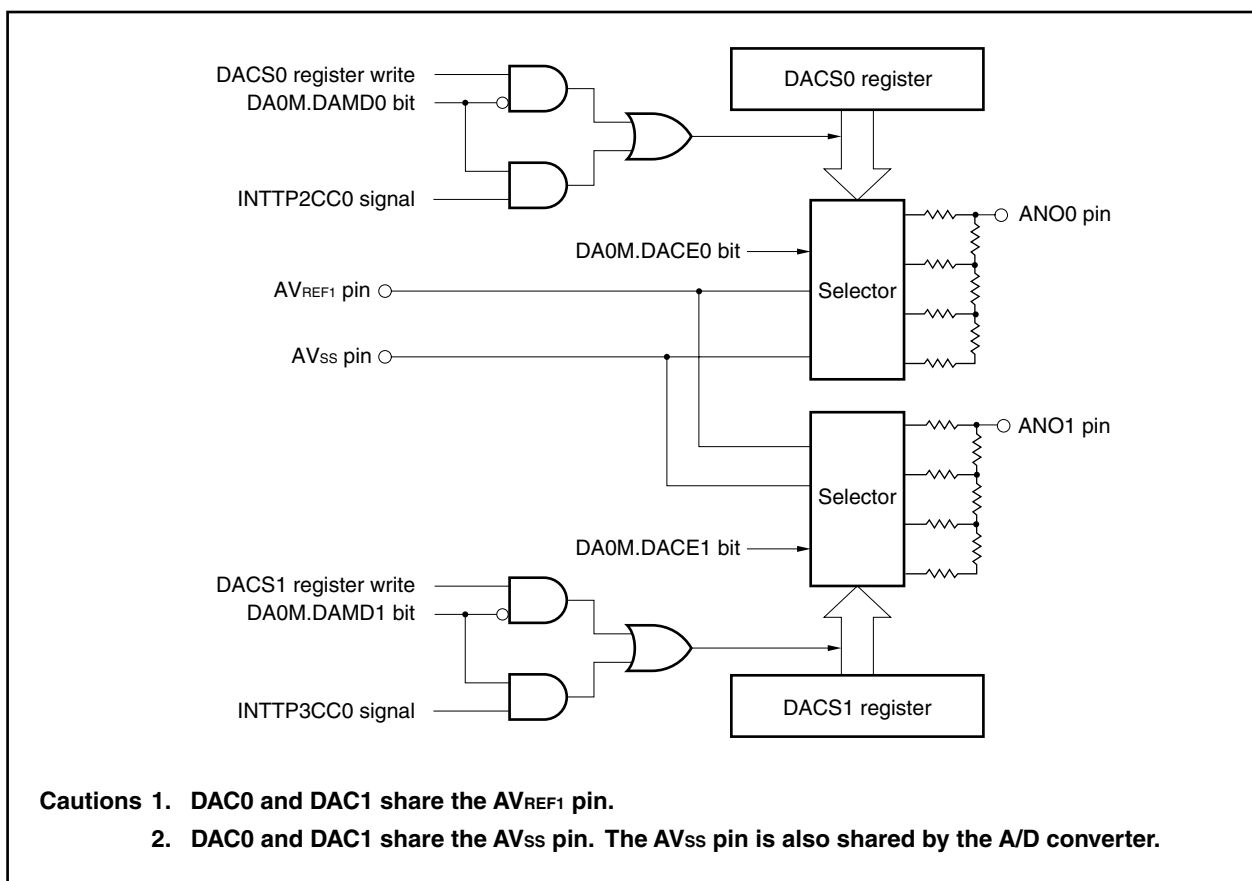 DACS0 register write
DA0M.DAMD0 bit
INTTP2CC0 signal
DACS0 register
ANO0 pin
DA0M.DACE0 bit
AVREF1 pin
Selector
AVSS pin
ANO1 pin
Selector
DA0M.DACE1 bit
DACS1 register write
DA0M.DAMD1 bit
INTTP3CC0 signal
DACS1 register
Cautions 1. DAC0 and DAC1 share the AVREF1 pin.
2. DAC0 and DAC1 share the AVSS pin. The AVSS pin is also shared by the A/D converter.